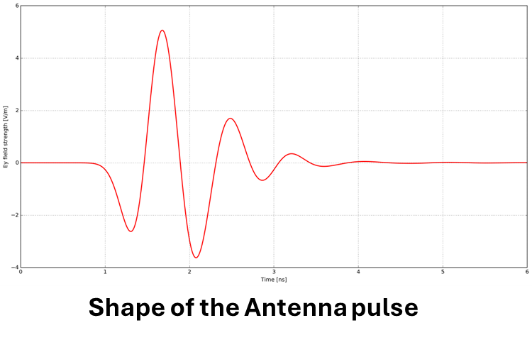 6
4
2
0
−2
−4
Ey field strength [V/m]
0 1 2 3 4 5 6
Time [ns]
Shape of the Antenna pulse